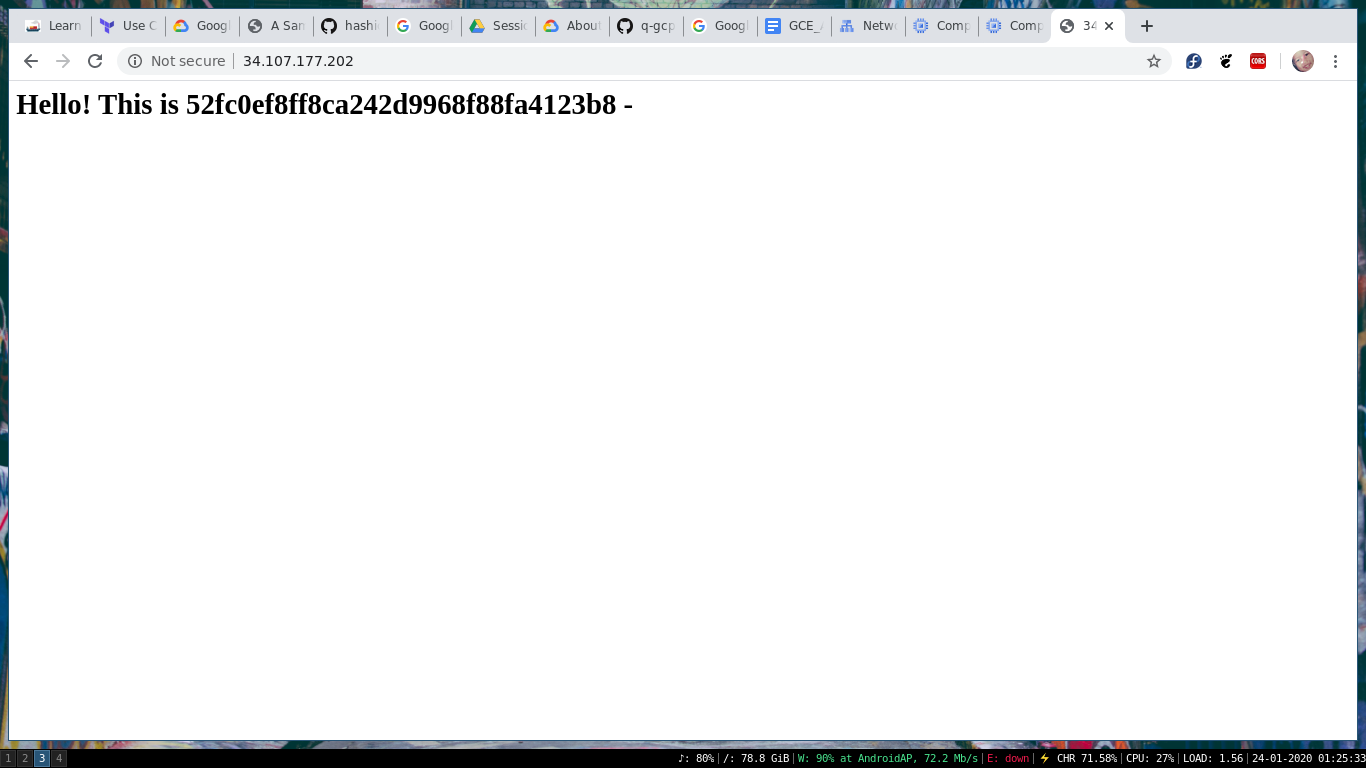 Learn Use C Googl A San hashi Googl Sessio About q-gcp Googl GCE_ Netwo Comp Comp 34
Not secure 34.107.177.202
CORS
Hello! This is 52fc0ef8ff8ca242d9968f88fa4123b8 -
1 2 3 4 ♪: 80% /: 78.8 GiB W: 90% at AndroidAP, 72.2 Mb/s E: down ⚡ CHR 71.58% CPU: 27% LOAD: 1.56 24-01-2020 01:25:33